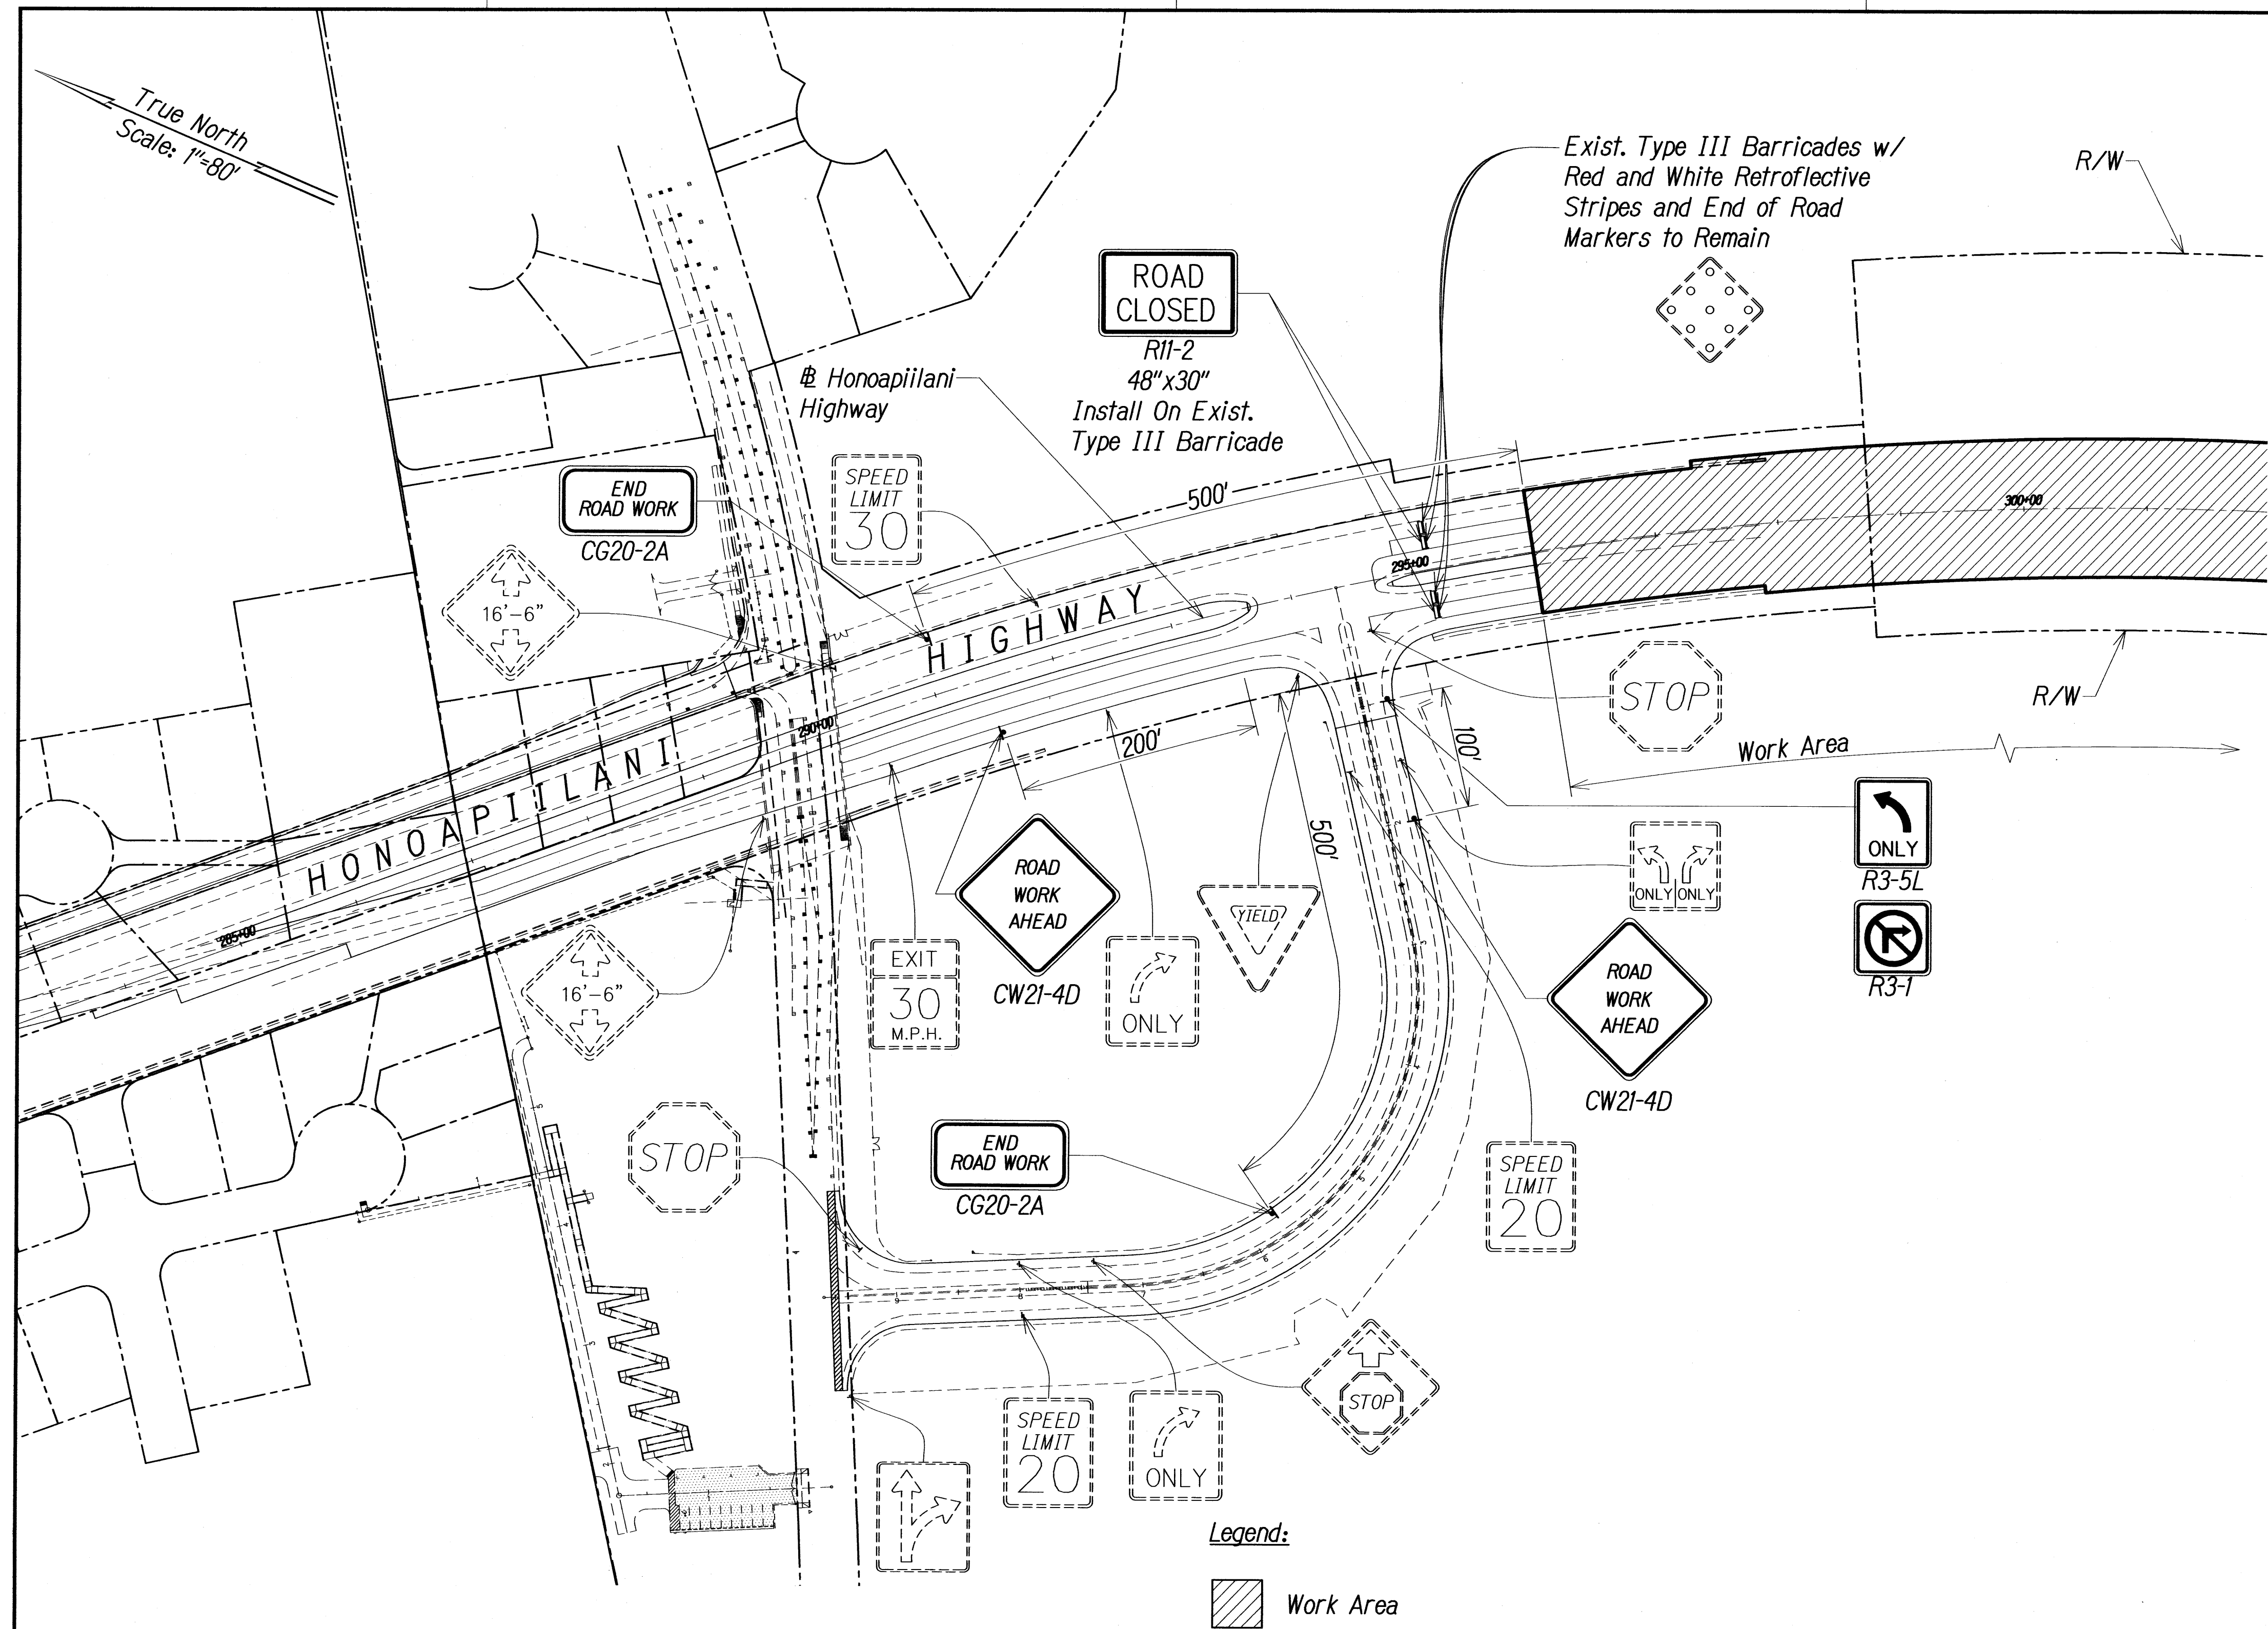 True North
Scale: 1"=80'
Exist. Type III Barricades w/
Red and White Retroflective
Stripes and End of Road
Markers to Remain
R/W
ROAD
CLOSED
R11-2
48"x30"
Install On Exist.
Type III Barricade
℄ Honoapiilani
Highway
END
ROAD WORK
CG20-2A
SPEED
LIMIT
30
500'
295+00
300+00
16'-6"
HIGHWAY
HONOAPIILANI
290+00
285+00
200'
100'
500'
STOP
R/W
Work Area
ONLY
R3-5L
ONLY ONLY
R3-1
ROAD
WORK
AHEAD
CW21-4D
YIELD
EXIT
30
M.P.H.
ONLY
16'-6"
ROAD
WORK
AHEAD
CW21-4D
STOP
END
ROAD WORK
CG20-2A
SPEED
LIMIT
20
STOP
SPEED
LIMIT
20
ONLY
Legend:
Work Area